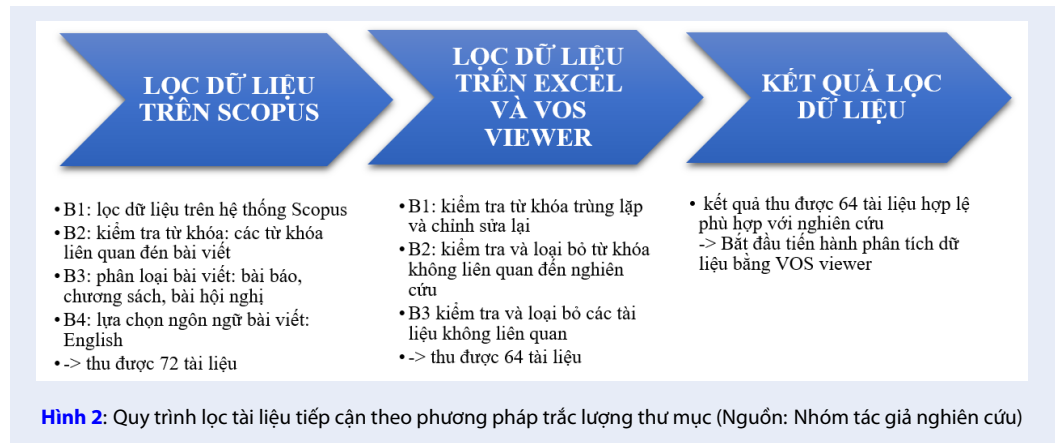 LỌC DỮ LIỆU
TRÊN SCOPUS
LỌC DỮ LIỆU
TRÊN EXCEL
VÀ VOS
VIEWER
KẾT QUẢ LỌC
DỮ LIỆU
•B1: lọc dữ liệu trên hệ thống Scopus
•B2: kiểm tra từ khóa: các từ khóa
liên quan đén bài viết
•B3: phân loại bài viết: bài báo,
chương sách, bài hội nghị
•B4: lựa chọn ngôn ngữ bài viết:
English
•-> thu được 72 tài liệu
•B1: kiểm tra từ khóa trùng lặp
và chỉnh sửa lại
•B2: kiểm tra và loại bỏ từ khóa
không liên quan đến nghiên
cứu
•B3 kiểm tra và loại bỏ các tài
liệu không liên quan
•-> thu được 64 tài liệu
• kết quả thu được 64 tài liệu hợp lệ
phù hợp với nghiên cứu
-> Bắt đầu tiến hành phân tích dữ
liệu bằng VOS viewer
Hình 2: Quy trình lọc tài liệu tiếp cận theo phương pháp trắc lượng thư mục (Nguồn: Nhóm tác giả nghiên cứu)